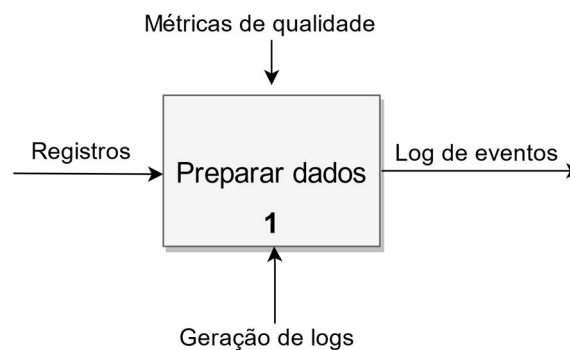 Métricas de qualidade
Registros
Preparar dados
Log de eventos
1
Geração de logs